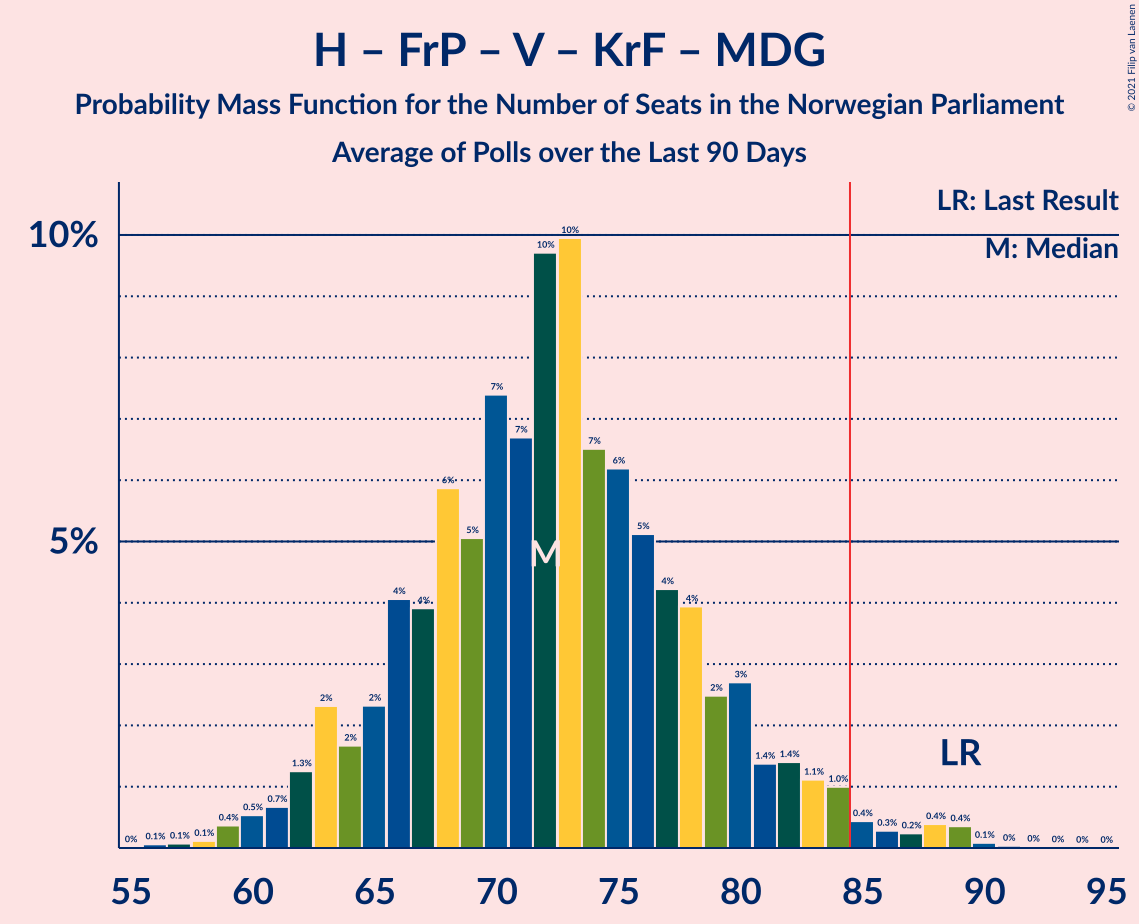 H – FrP – V – KrF – MDG
Probability Mass Function for the Number of Seats in the Norwegian Parliament
Average of Polls over the Last 90 Days
© 2021 Filip van Laenen
LR: Last Result
M: Median
10%
5%
0% 0.1% 0.1% 0.1% 0.4% 0.5% 0.7% 1.3% 2% 2% 2% 4% 4% 6% 5% 7% 7% 10% 10% 7% 6% 5% 4% 4% 2% 3% 1.4% 1.4% 1.1% 1.0% 0.4% 0.3% 0.2% 0.4% 0.4% 0.1% 0% 0% 0% 0% 0%
M
LR
55 60 65 70 75 80 85 90 95